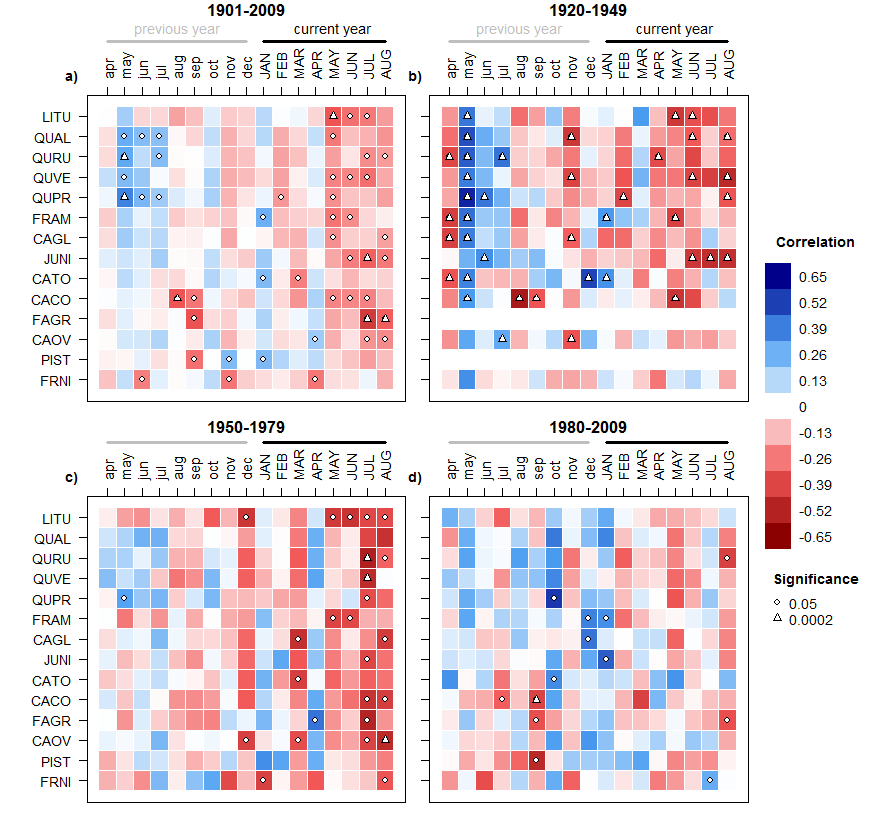 1901-2009
previous year current year
a) apr may jun jul aug sep oct nov dec JAN FEB MAR APR MAY JUN JUL AUG
LITU
QUAL
QURU
QUVE
QUPR
FRAM
CAGL
JUNI
CATO
CACO
FAGR
CAOV
PIST
FRNI
1920-1949
previous year current year
b) apr may jun jul aug sep oct nov dec JAN FEB MAR APR MAY JUN JUL AUG
1950-1979
c) apr may jun jul aug sep oct nov dec JAN FEB MAR APR MAY JUN JUL AUG
LITU
QUAL
QURU
QUVE
QUPR
FRAM
CAGL
JUNI
CATO
CACO
FAGR
CAOV
PIST
FRNI
1980-2009
d) apr may jun jul aug sep oct nov dec JAN FEB MAR APR MAY JUN JUL AUG
Correlation
0.65
0.52
0.39
0.26
0.13
0
-0.13
-0.26
-0.39
-0.52
-0.65
Significance
0.05
0.0002